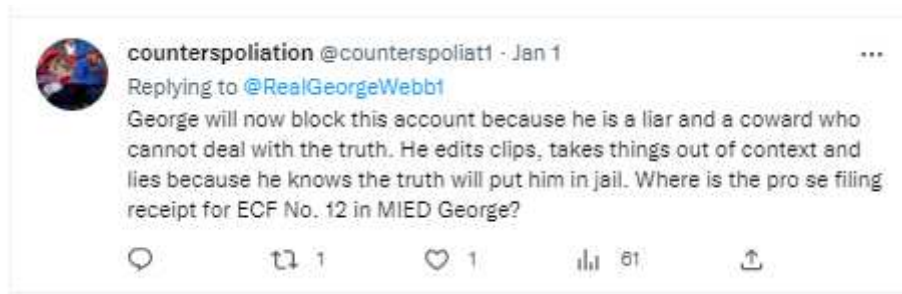 counterspoliation @counterspoliat1 · Jan 1
Replying to @RealGeorgeWebb1
George will now block this account because he is a liar and a coward who
cannot deal with the truth. He edits clips, takes things out of context and
lies because he knows the truth will put him in jail. Where is the pro se filing
receipt for ECF No. 12 in MIED George?
1 1 61